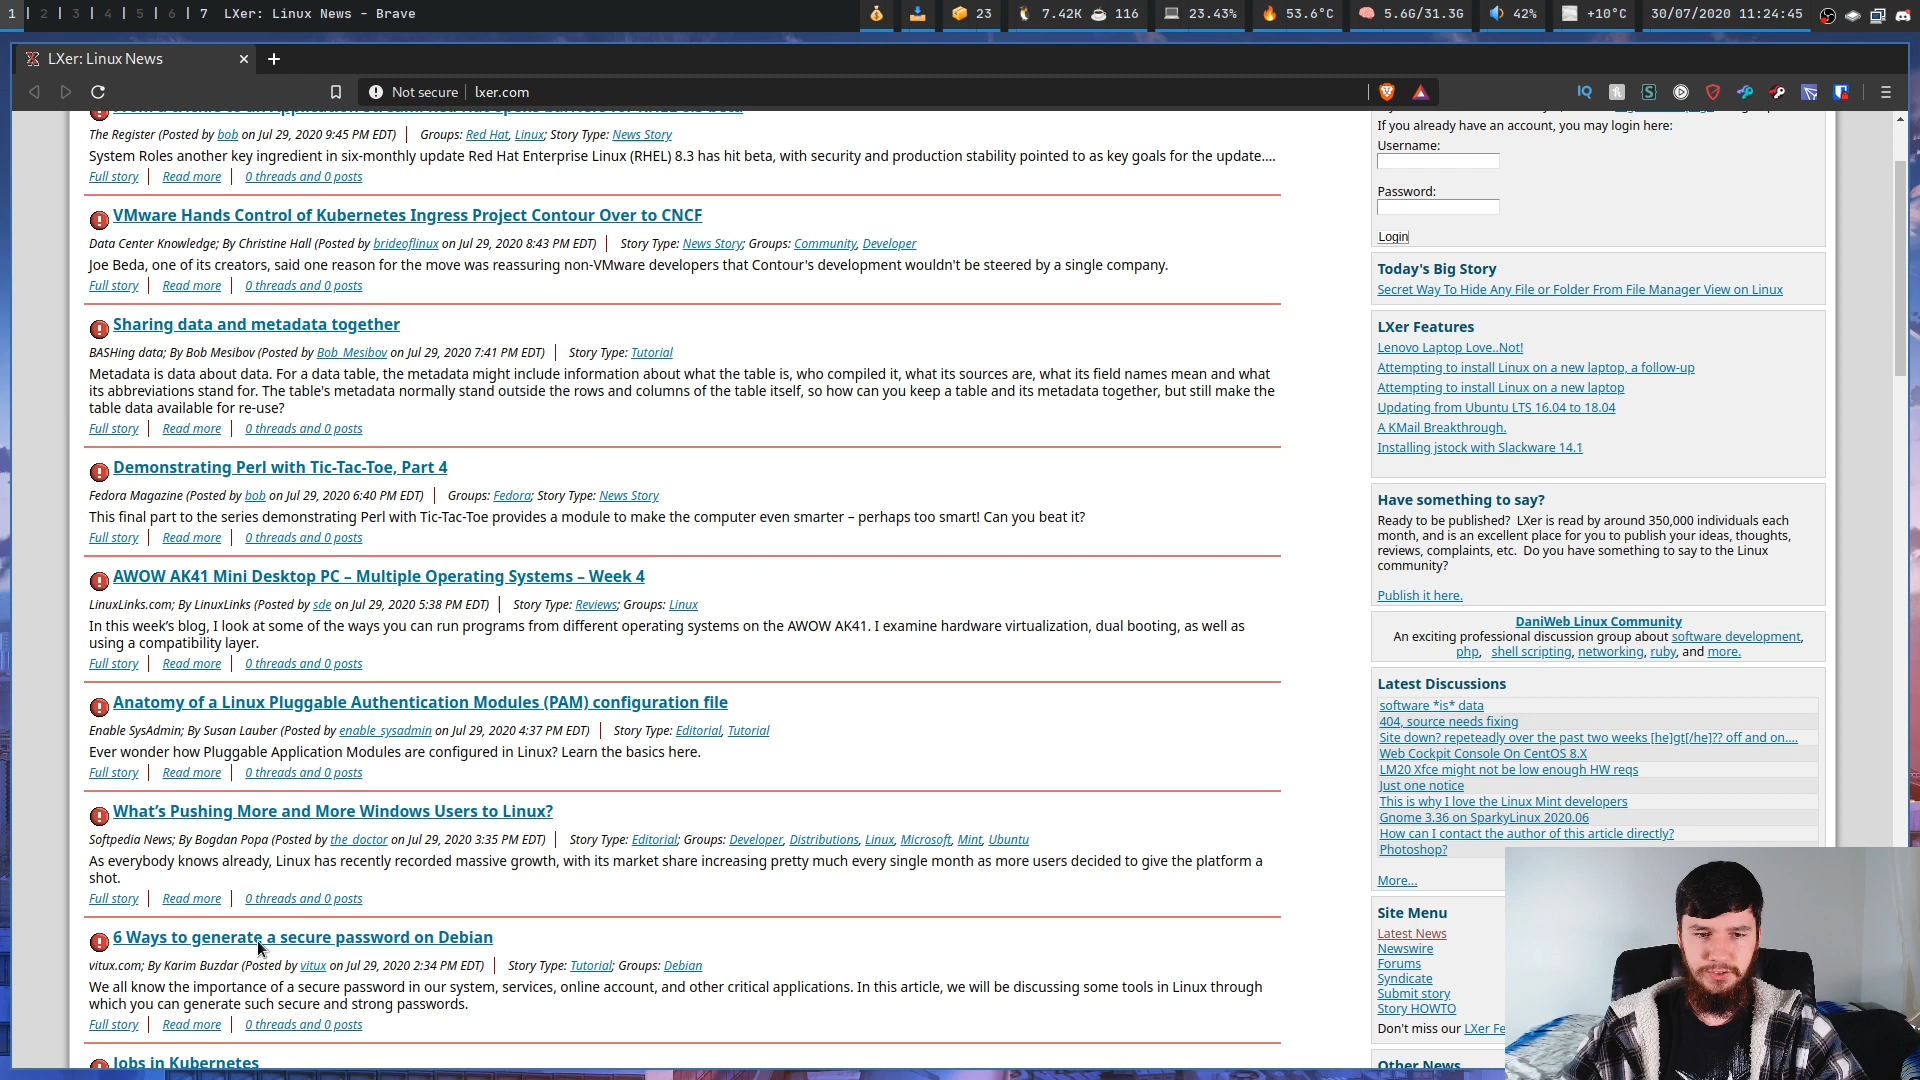 1 | 2 | 3 | 4 | 5 | 6 | 7 LXer: Linux News - Brave
23 7.42K 116 23.43% 53.6°C 5.6G/31.3G 42% +10°C 30/07/2020 11:24:45
LXer: Linux News
Not secure lxer.com
The Register (Posted by bob on Jul 29, 2020 9:45 PM EDT) Groups: Red Hat, Linux; Story Type: News Story
System Roles another key ingredient in six-monthly update Red Hat Enterprise Linux (RHEL) 8.3 has hit beta, with security and production stability pointed to as key goals for the update....
Full story Read more 0 threads and 0 posts
VMware Hands Control of Kubernetes Ingress Project Contour Over to CNCF
Data Center Knowledge; By Christine Hall (Posted by brideoflinux on Jul 29, 2020 8:43 PM EDT) Story Type: News Story; Groups: Community, Developer
Joe Beda, one of its creators, said one reason for the move was reassuring non-VMware developers that Contour's development wouldn't be steered by a single company.
Full story Read more 0 threads and 0 posts
Sharing data and metadata together
BASHing data; By Bob Mesibov (Posted by Bob_Mesibov on Jul 29, 2020 7:41 PM EDT) Story Type: Tutorial
Metadata is data about data. For a data table, the metadata might include information about what the table is, who compiled it, what its sources are, what its field names mean and what
its abbreviations stand for. The table's metadata normally stand outside the rows and columns of the table itself, so how can you keep a table and its metadata together, but still make the
table data available for re-use?
Full story Read more 0 threads and 0 posts
Demonstrating Perl with Tic-Tac-Toe, Part 4
Fedora Magazine (Posted by bob on Jul 29, 2020 6:40 PM EDT) Groups: Fedora; Story Type: News Story
This final part to the series demonstrating Perl with Tic-Tac-Toe provides a module to make the computer even smarter – perhaps too smart! Can you beat it?
Full story Read more 0 threads and 0 posts
AWOW AK41 Mini Desktop PC – Multiple Operating Systems – Week 4
LinuxLinks.com; By LinuxLinks (Posted by sde on Jul 29, 2020 5:38 PM EDT) Story Type: Reviews; Groups: Linux
In this week's blog, I look at some of the ways you can run programs from different operating systems on the AWOW AK41. I examine hardware virtualization, dual booting, as well as
using a compatibility layer.
Full story Read more 0 threads and 0 posts
Anatomy of a Linux Pluggable Authentication Modules (PAM) configuration file
Enable SysAdmin; By Susan Lauber (Posted by enable_sysadmin on Jul 29, 2020 4:37 PM EDT) Story Type: Editorial, Tutorial
Ever wonder how Pluggable Application Modules are configured in Linux? Learn the basics here.
Full story Read more 0 threads and 0 posts
What's Pushing More and More Windows Users to Linux?
Softpedia News; By Bogdan Popa (Posted by the_doctor on Jul 29, 2020 3:35 PM EDT) Story Type: Editorial; Groups: Developer, Distributions, Linux, Microsoft, Mint, Ubuntu
As everybody knows already, Linux has recently recorded massive growth, with its market share increasing pretty much every single month as more users decided to give the platform a
shot.
Full story Read more 0 threads and 0 posts
6 Ways to generate a secure password on Debian
vitux.com; By Karim Buzdar (Posted by vitux on Jul 29, 2020 2:34 PM EDT) Story Type: Tutorial; Groups: Debian
We all know the importance of a secure password in our system, services, online account, and other critical applications. In this article, we will be discussing some tools in Linux through
which you can generate such secure and strong passwords.
Full story Read more 0 threads and 0 posts
Jobs in Kubernetes
If you already have an account, you may login here:
Username:
Password:
Login
Today's Big Story
Secret Way To Hide Any File or Folder From File Manager View on Linux
LXer Features
Lenovo Laptop Love..Not!
Attempting to install Linux on a new laptop, a follow-up
Attempting to install Linux on a new laptop
Updating from Ubuntu LTS 16.04 to 18.04
A KMail Breakthrough.
Installing jstock with Slackware 14.1
Have something to say?
Ready to be published? LXer is read by around 350,000 individuals each
month, and is an excellent place for you to publish your ideas, thoughts,
reviews, complaints, etc. Do you have something to say to the Linux
community?
Publish it here.
DaniWeb Linux Community
An exciting professional discussion group about software development,
php, shell scripting, networking, ruby, and more.
Latest Discussions
software *is* data
404, source needs fixing
Site down? repeteadly over the past two weeks [he]gt[/he]?? off and on....
Web Cockpit Console On CentOS 8.X
LM20 Xfce might not be low enough HW reqs
Just one notice
This is why I love the Linux Mint developers
Gnome 3.36 on SparkyLinux 2020.06
How can I contact the author of this article directly?
Photoshop?
More...
Site Menu
Latest News
Newswire
Forums
Syndicate
Submit story
Story HOWTO
Don't miss our LXer Fe
Other News